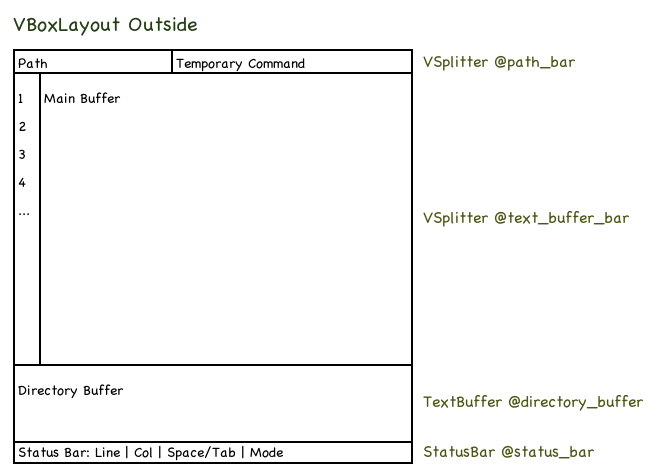 VBoxLayout Outside
Path
Temporary Command
VSplitter @path_bar
1
Main Buffer
2
3
4
...
VSplitter @text_buffer_bar
Directory Buffer
TextBuffer @directory_buffer
Status Bar: Line | Col | Space/Tab | Mode
StatusBar @status_bar